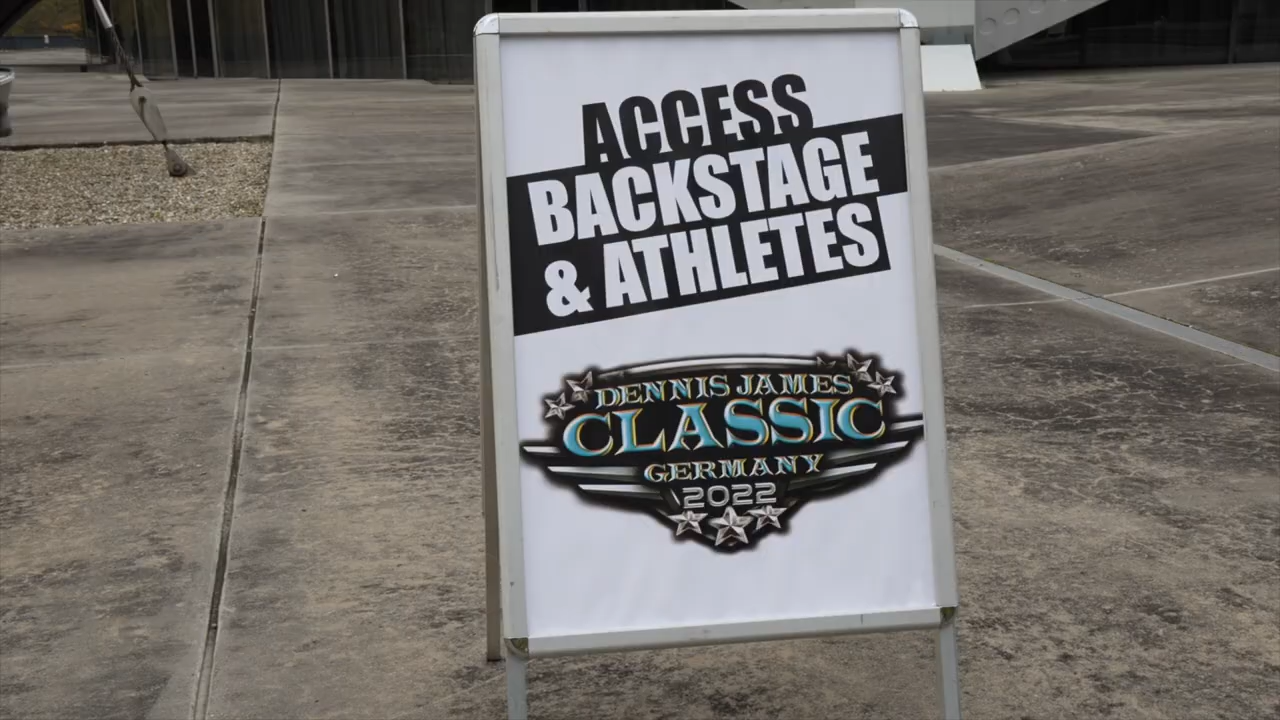 ACCESS
BACKSTAGE
& ATHLETES
DENNIS JAMES
CLASSIC
GERMANY
2022